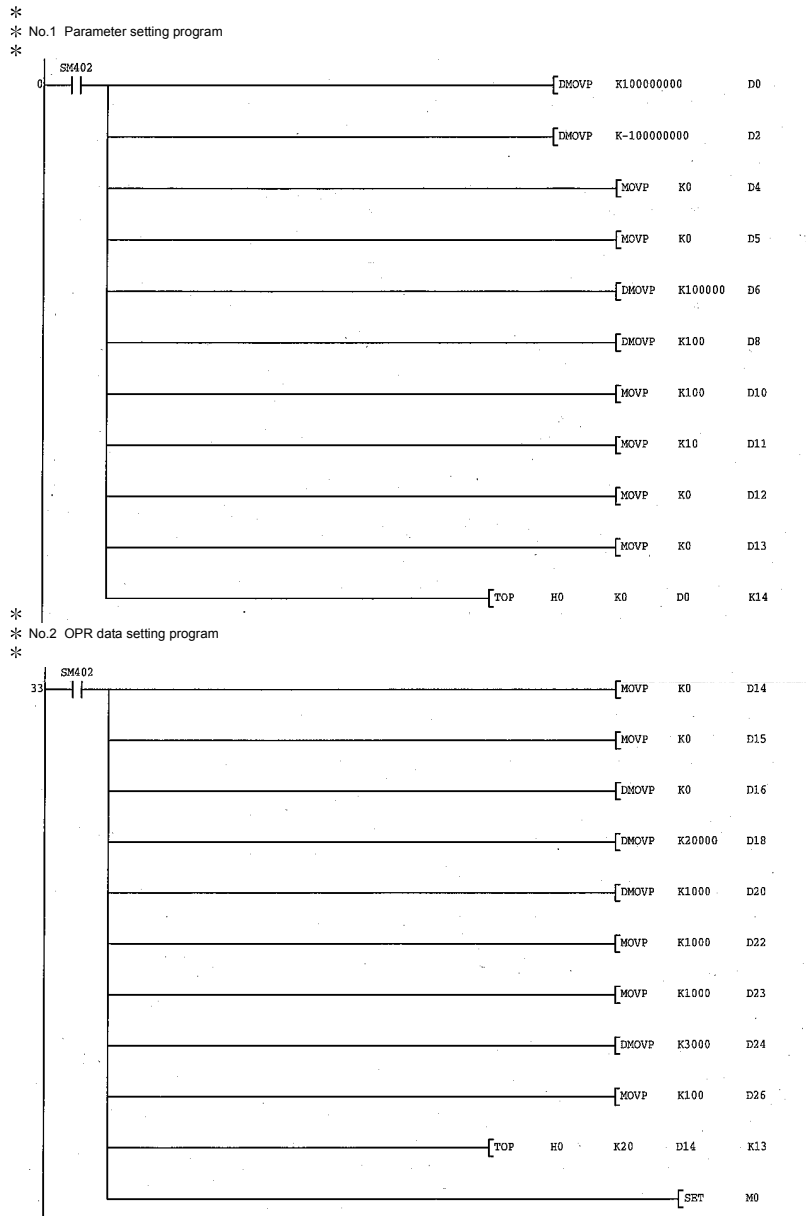 *
* No.1 Parameter setting program
*
SM402
0 DMOVP K100000000 D0
DMOVP K-100000000 D2
MOVP K0 D4
MOVP K0 D5
DMOVP K100000 D6
DMOVP K100 D8
MOVP K100 D10
MOVP K10 D11
MOVP K0 D12
MOVP K0 D13
TOP H0 K0 D0 K14
*
* No.2 OPR data setting program
*
SM402
33 MOVP K0 D14
MOVP K0 D15
DMOVP K0 D16
DMOVP K20000 D18
DMOVP K1000 D20
MOVP K1000 D22
MOVP K1000 D23
DMOVP K3000 D24
MOVP K100 D26
TOP H0 K20 D14 K13
SET M0